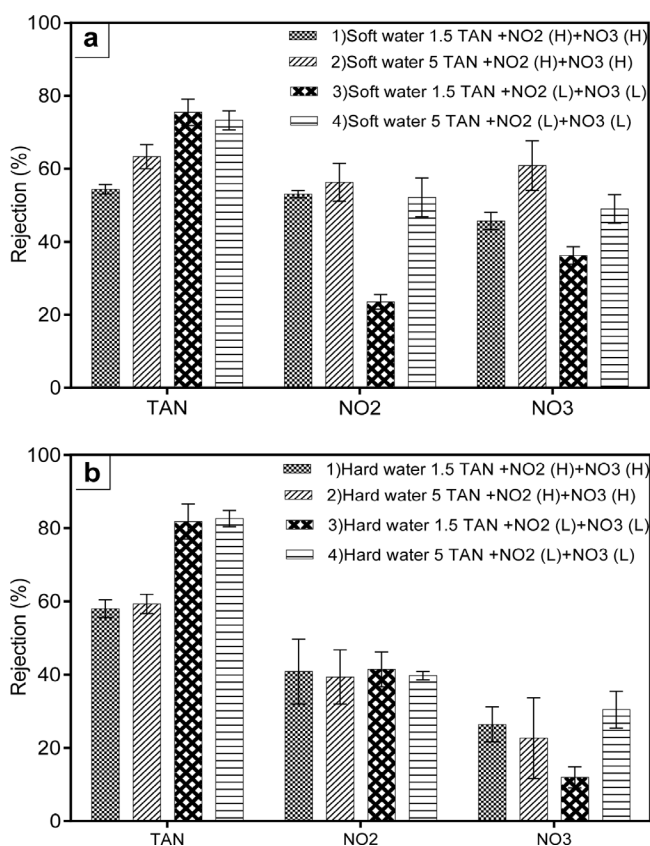 a
1)Soft water 1.5 TAN +NO2 (H)+NO3 (H)
2)Soft water 5 TAN +NO2 (H)+NO3 (H)
3)Soft water 1.5 TAN +NO2 (L)+NO3 (L)
4)Soft water 5 TAN +NO2 (L)+NO3 (L)
Rejection (%)
100
80
60
40
20
0
TAN NO2 NO3
b
1)Hard water 1.5 TAN +NO2 (H)+NO3 (H)
2)Hard water 5 TAN +NO2 (H)+NO3 (H)
3)Hard water 1.5 TAN +NO2 (L)+NO3 (L)
4)Hard water 5 TAN +NO2 (L)+NO3 (L)
Rejection (%)
100
80
60
40
20
0
TAN NO2 NO3